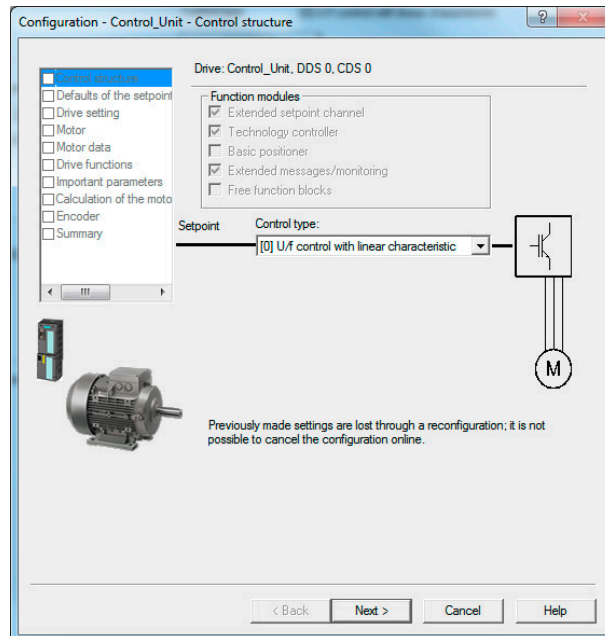 Configuration - Control_Unit - Control structure
Control structure
Defaults of the setpoint
Drive setting
Motor
Motor data
Drive functions
Important parameters
Calculation of the moto
Encoder
Summary
Drive: Control_Unit, DDS 0, CDS 0
Function modules
Extended setpoint channel
Technology controller
Basic positioner
Extended messages/monitoring
Free function blocks
Setpoint
Control type:
[0] U/f control with linear characteristic
M
Previously made settings are lost through a reconfiguration; it is not
possible to cancel the configuration online.
< Back
Next >
Cancel
Help